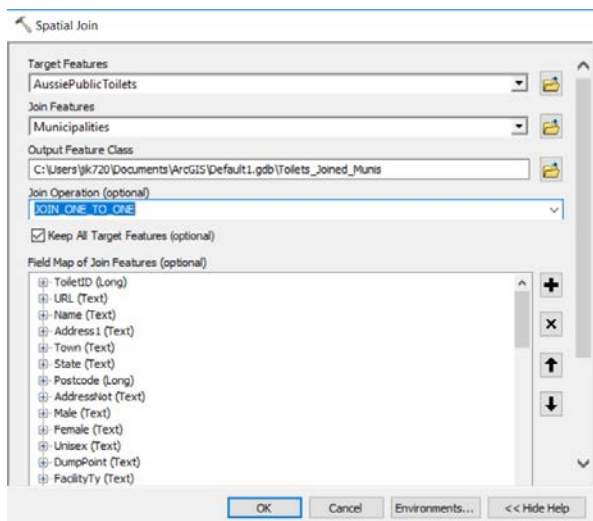 Spatial Join
Target Features
AussiePublicToilets
Join Features
Municipalities
Output Feature Class
C:\Users\jik720\Documents\ArcGIS\Default1.gdb\Toilets_Joined_Munis
Join Operation (optional)
JOIN_ONE_TO_ONE
Keep All Target Features (optional)
Field Map of Join Features (optional)
ToiletID (Long)
URL (Text)
Name (Text)
Address1 (Text)
Town (Text)
State (Text)
Postcode (Long)
AddressNot (Text)
Male (Text)
Female (Text)
Unisex (Text)
DumpPoint (Text)
FacilityTy (Text)
OK Cancel Environments... << Hide Help